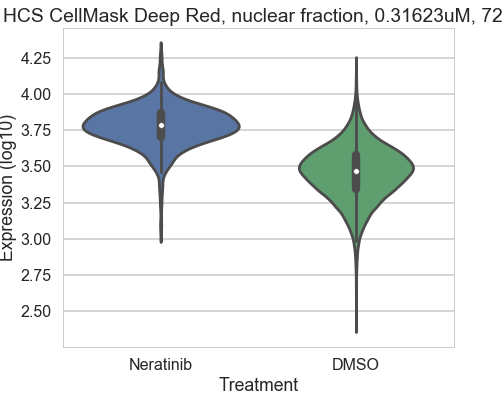 HCS CellMask Deep Red, nuclear fraction, 0.31623uM, 72
Expression (log10)
4.25
4.00
3.75
3.50
3.25
3.00
2.75
2.50
Neratinib DMSO
Treatment